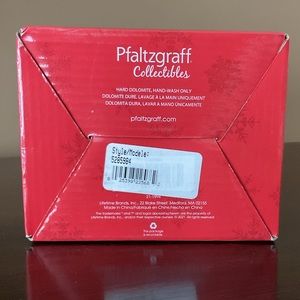 Pfaltzgraff
Collectibles
HARD DOLOMITE, HAND-WASH ONLY
DOLOMITE DURE, LAVAGE A LA MAIN UNIQUEMENT
DOLOMITA DURA, LAVAR A MANO ÚNICAMENTE
pfaltzgraff.com
Style/Modele:
5285984
Lifetime Brands, Inc., 22 Blake Street, Medford, MA 02155
Made in China/Fabriqué en Chine/Hecho en China